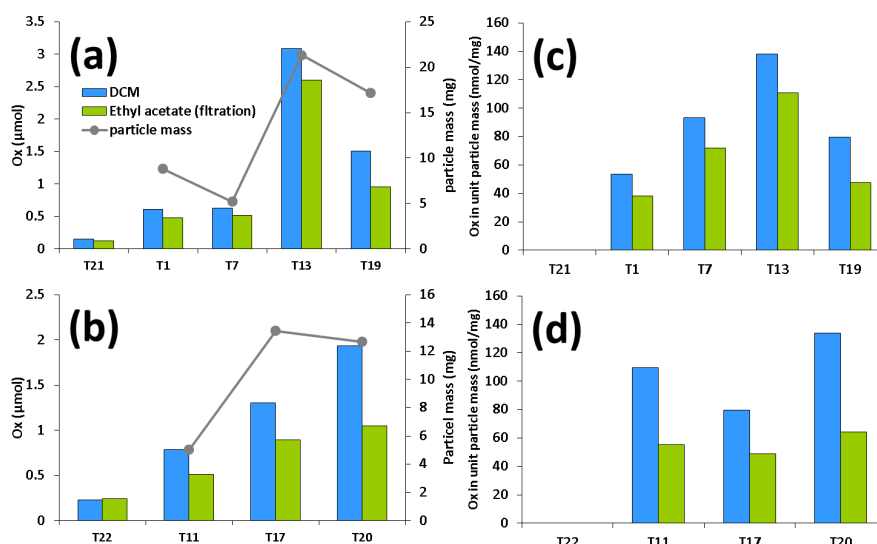 (a)
3.5
3
2.5
2
1.5
1
0.5
0
Ox (µmol)
DCM
Ethyl acetate (fltration)
particle mass
25
20
15
10
5
0
particle mass (mg)
T21 T1 T7 T13 T19
(c)
160
140
120
100
80
60
40
20
0
Ox in unit particle mass (nmol/mg)
T21 T1 T7 T13 T19
(b)
2.5
2
1.5
1
0.5
0
Ox (µmol)
16
14
12
10
8
6
4
2
0
Particel mass (mg)
T22 T11 T17 T20
(d)
160
140
120
100
80
60
40
20
0
Ox in unit particle mass (nmol/mg)
T22 T11 T17 T20